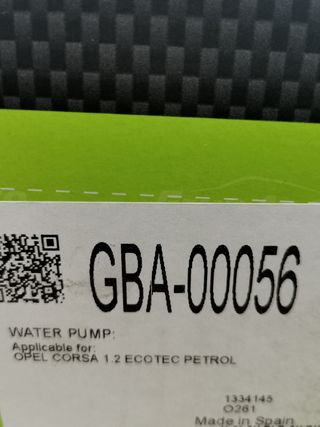 GBA-00056
WATER PUMP:
Applicable for:
OPEL CORSA 1.2 ECOTEC PETROL
1334145
O261
Made in Spain